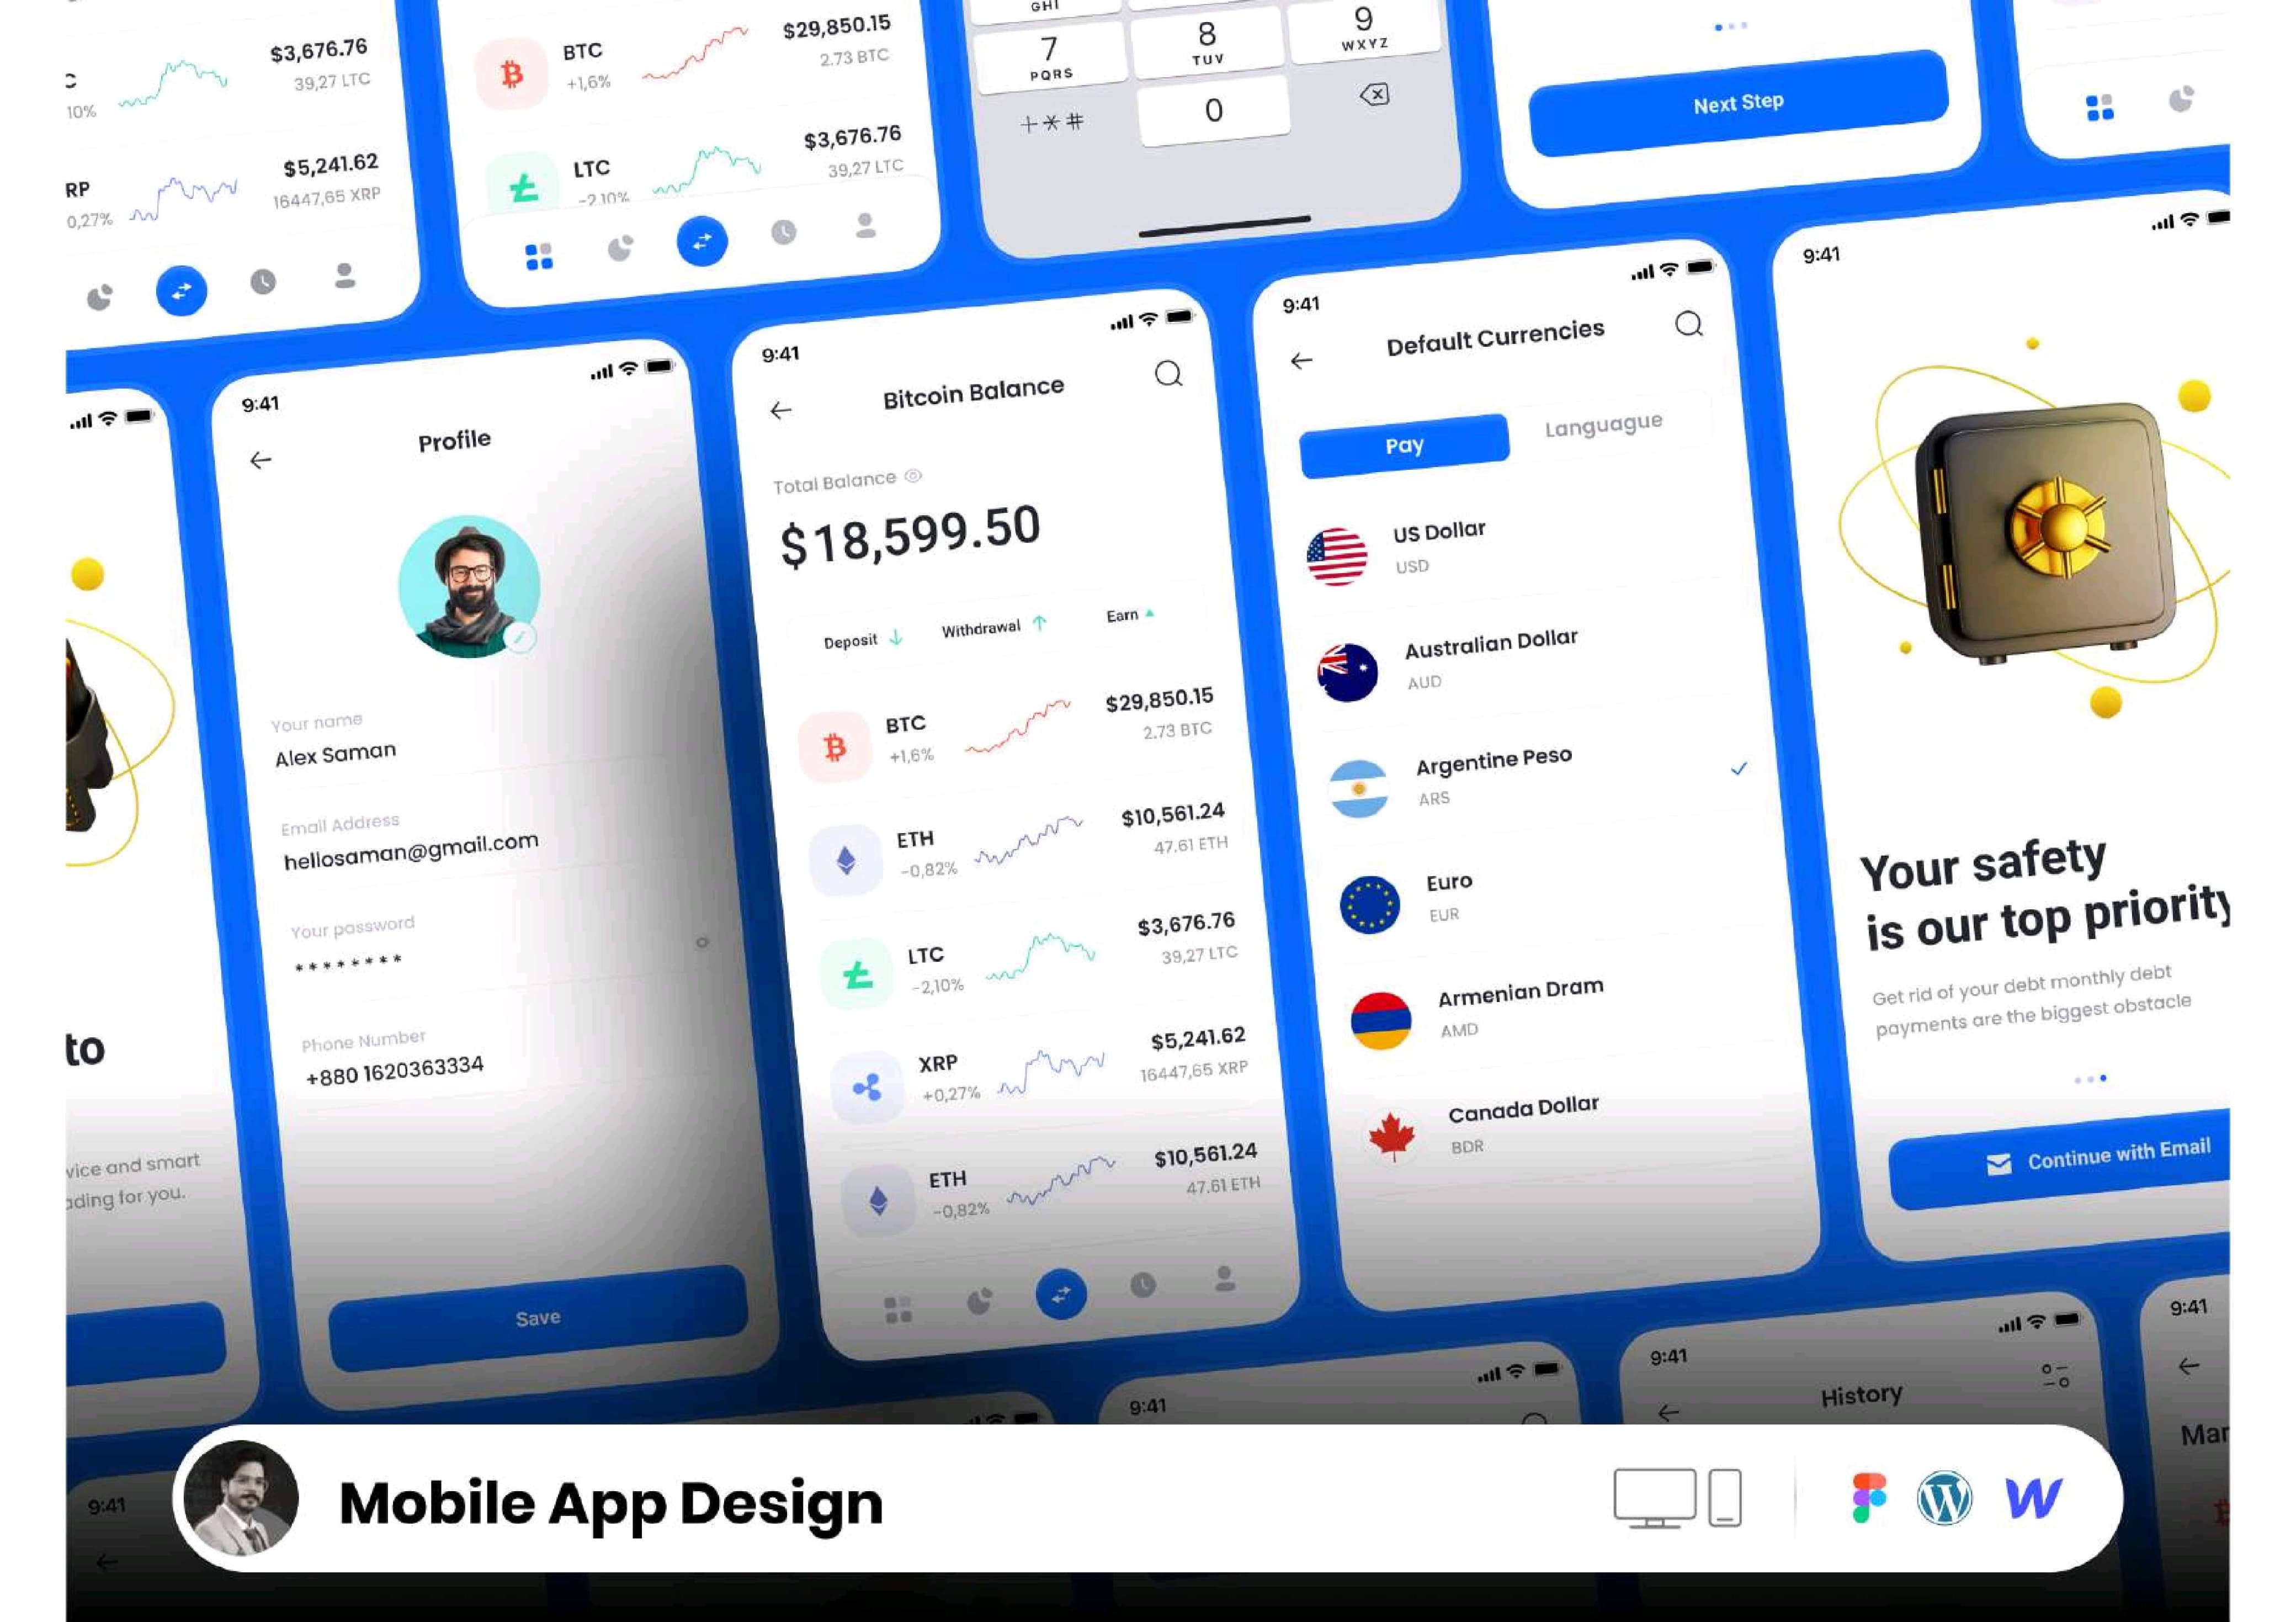 C
10%
$3,676.76
39,27 LTC
RP
0,27%
$5,241.62
16447,65 XRP
BTC
+1,6%
$29,850.15
2.73 BTC
LTC
-2,10%
$3,676.76
39,27 LTC
GHI
7
PQRS
8
TUV
9
WXYZ
+*#
0
Next Step
to
vice and smart
ading for you.
9:41
Profile
Your name
Alex Saman
Email Address
hellosaman@gmail.com
Your password
********
Phone Number
+880 1620363334
Save
9:41
Bitcoin Balance
Total Balance
$18,599.50
Deposit
Withdrawal
Earn
BTC
+1,6%
$29,850.15
2.73 BTC
ETH
-0,82%
$10,561.24
47.61 ETH
LTC
-2,10%
$3,676.76
39,27 LTC
XRP
+0,27%
$5,241.62
16447,65 XRP
ETH
-0,82%
$10,561.24
47.61 ETH
9:41
Default Currencies
Pay
Languague
US Dollar
USD
Australian Dollar
AUD
Argentine Peso
ARS
Euro
EUR
Armenian Dram
AMD
Canada Dollar
BDR
9:41
Your safety
is our top priority
Get rid of your debt monthly debt
payments are the biggest obstacle
Continue with Email
9:41
9:41
9:41
History
9:41
Mar
Mobile App Design